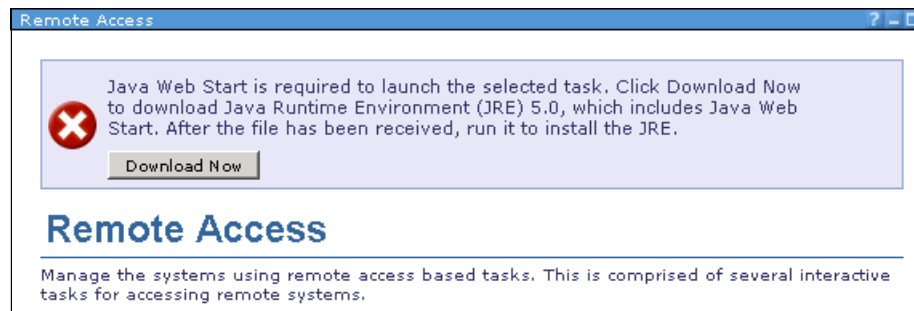 Remote Access
Java Web Start is required to launch the selected task. Click Download Now
to download Java Runtime Environment (JRE) 5.0, which includes Java Web
Start. After the file has been received, run it to install the JRE.
Download Now
Remote Access
Manage the systems using remote access based tasks. This is comprised of several interactive
tasks for accessing remote systems.